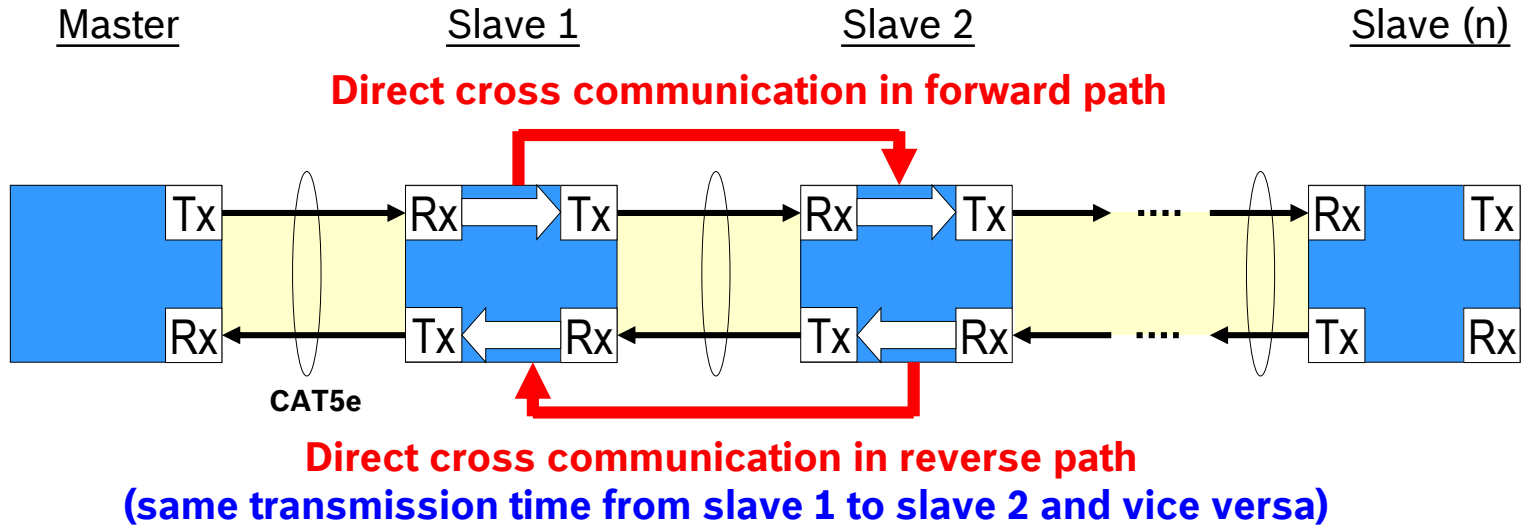 Master Slave 1 Slave 2 Slave (n)
Direct cross communication in forward path
Tx Rx Tx Rx Tx .... Rx Tx
Rx Tx Rx Tx Rx .... Tx Rx
CAT5e
Direct cross communication in reverse path
(same transmission time from slave 1 to slave 2 and vice versa)